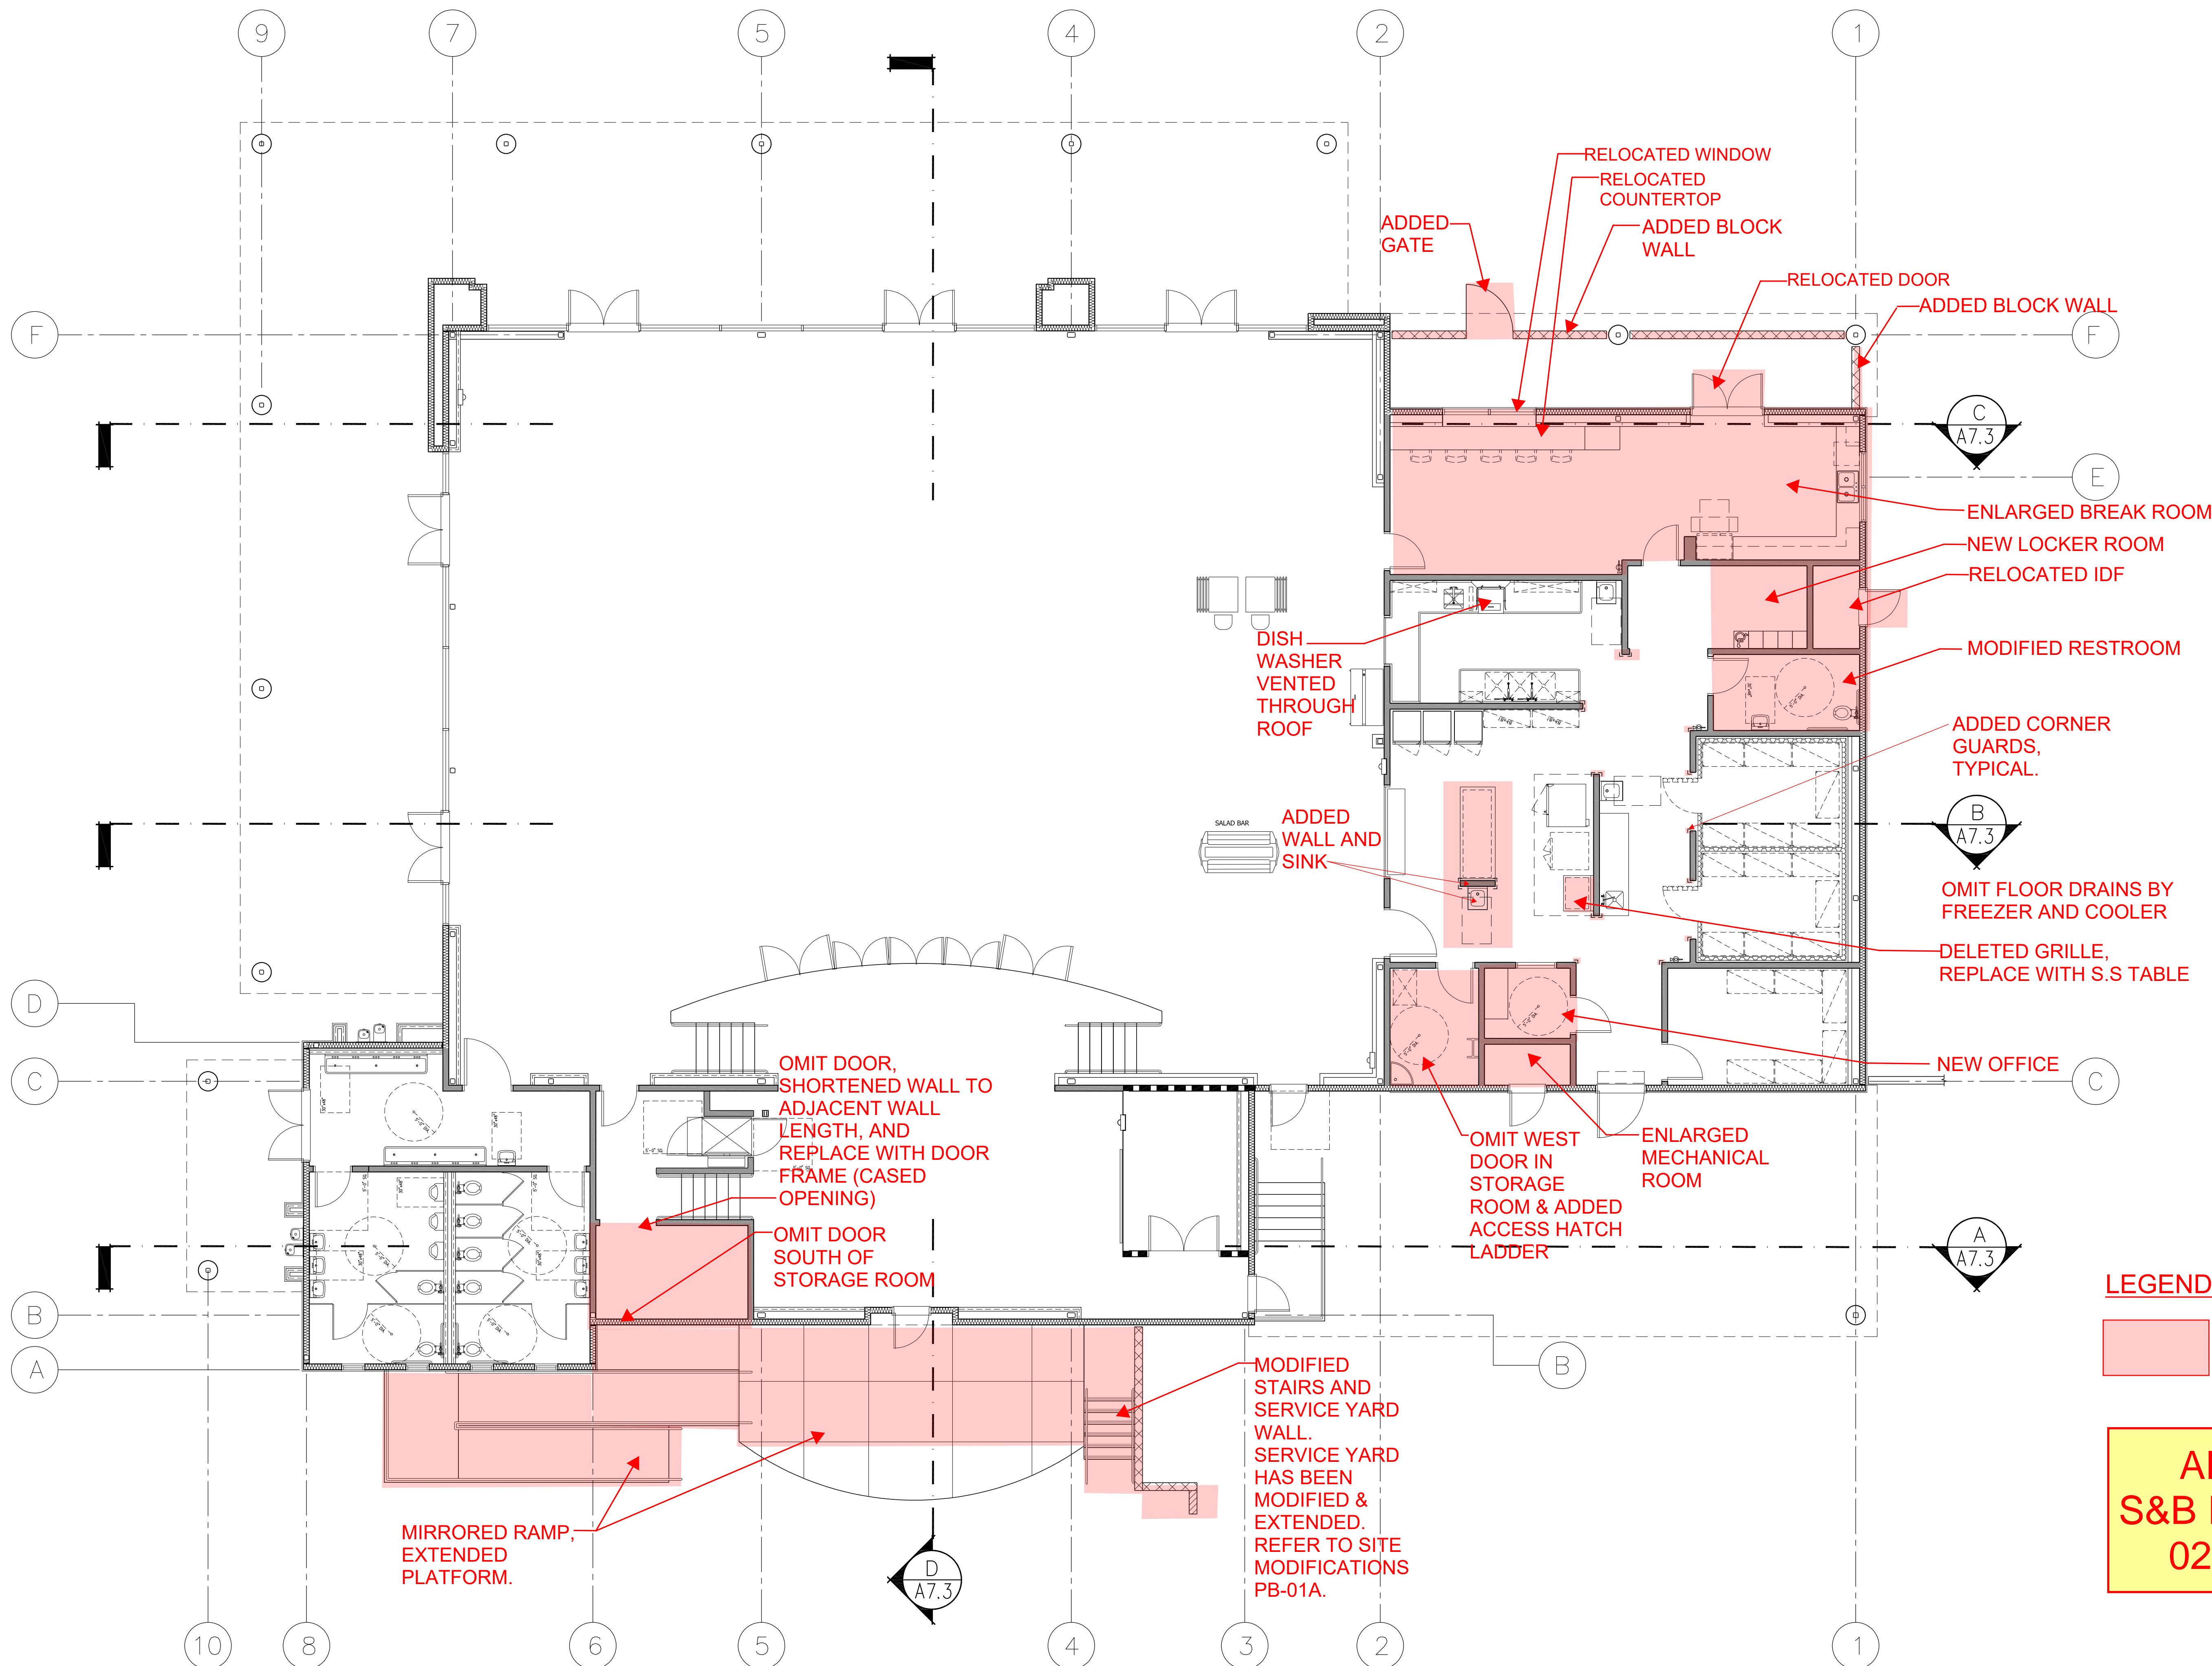 9
7
5
4
2
1
RELOCATED WINDOW
RELOCATED
COUNTERTOP
ADDED
GATE
ADDED BLOCK
WALL
RELOCATED DOOR
ADDED BLOCK WALL
F
F
C
A7.3
E
ENLARGED BREAK ROOM
NEW LOCKER ROOM
RELOCATED IDF
DISH
WASHER
VENTED
THROUGH
ROOF
MODIFIED RESTROOM
ADDED CORNER
GUARDS,
TYPICAL.
SALAD BAR
ADDED
WALL AND
SINK
B
A7.3
OMIT FLOOR DRAINS BY
FREEZER AND COOLER
DELETED GRILLE,
REPLACE WITH S.S TABLE
D
C
NEW OFFICE
C
OMIT DOOR,
SHORTENED WALL TO
ADJACENT WALL
LENGTH, AND
REPLACE WITH DOOR
FRAME (CASED
OPENING)
OMIT WEST
DOOR IN
STORAGE
ROOM & ADDED
ACCESS HATCH
LADDER
ENLARGED
MECHANICAL
ROOM
OMIT DOOR
SOUTH OF
STORAGE ROOM
A
A7.3
LEGEND
B
A
B
MODIFIED
STAIRS AND
SERVICE YARD
WALL.
SERVICE YARD
HAS BEEN
MODIFIED &
EXTENDED.
REFER TO SITE
MODIFICATIONS
PB-01A.
MIRRORED RAMP,
EXTENDED
PLATFORM.
D
A7.3
S&B
02
10
8
6
5
4
3
2
1